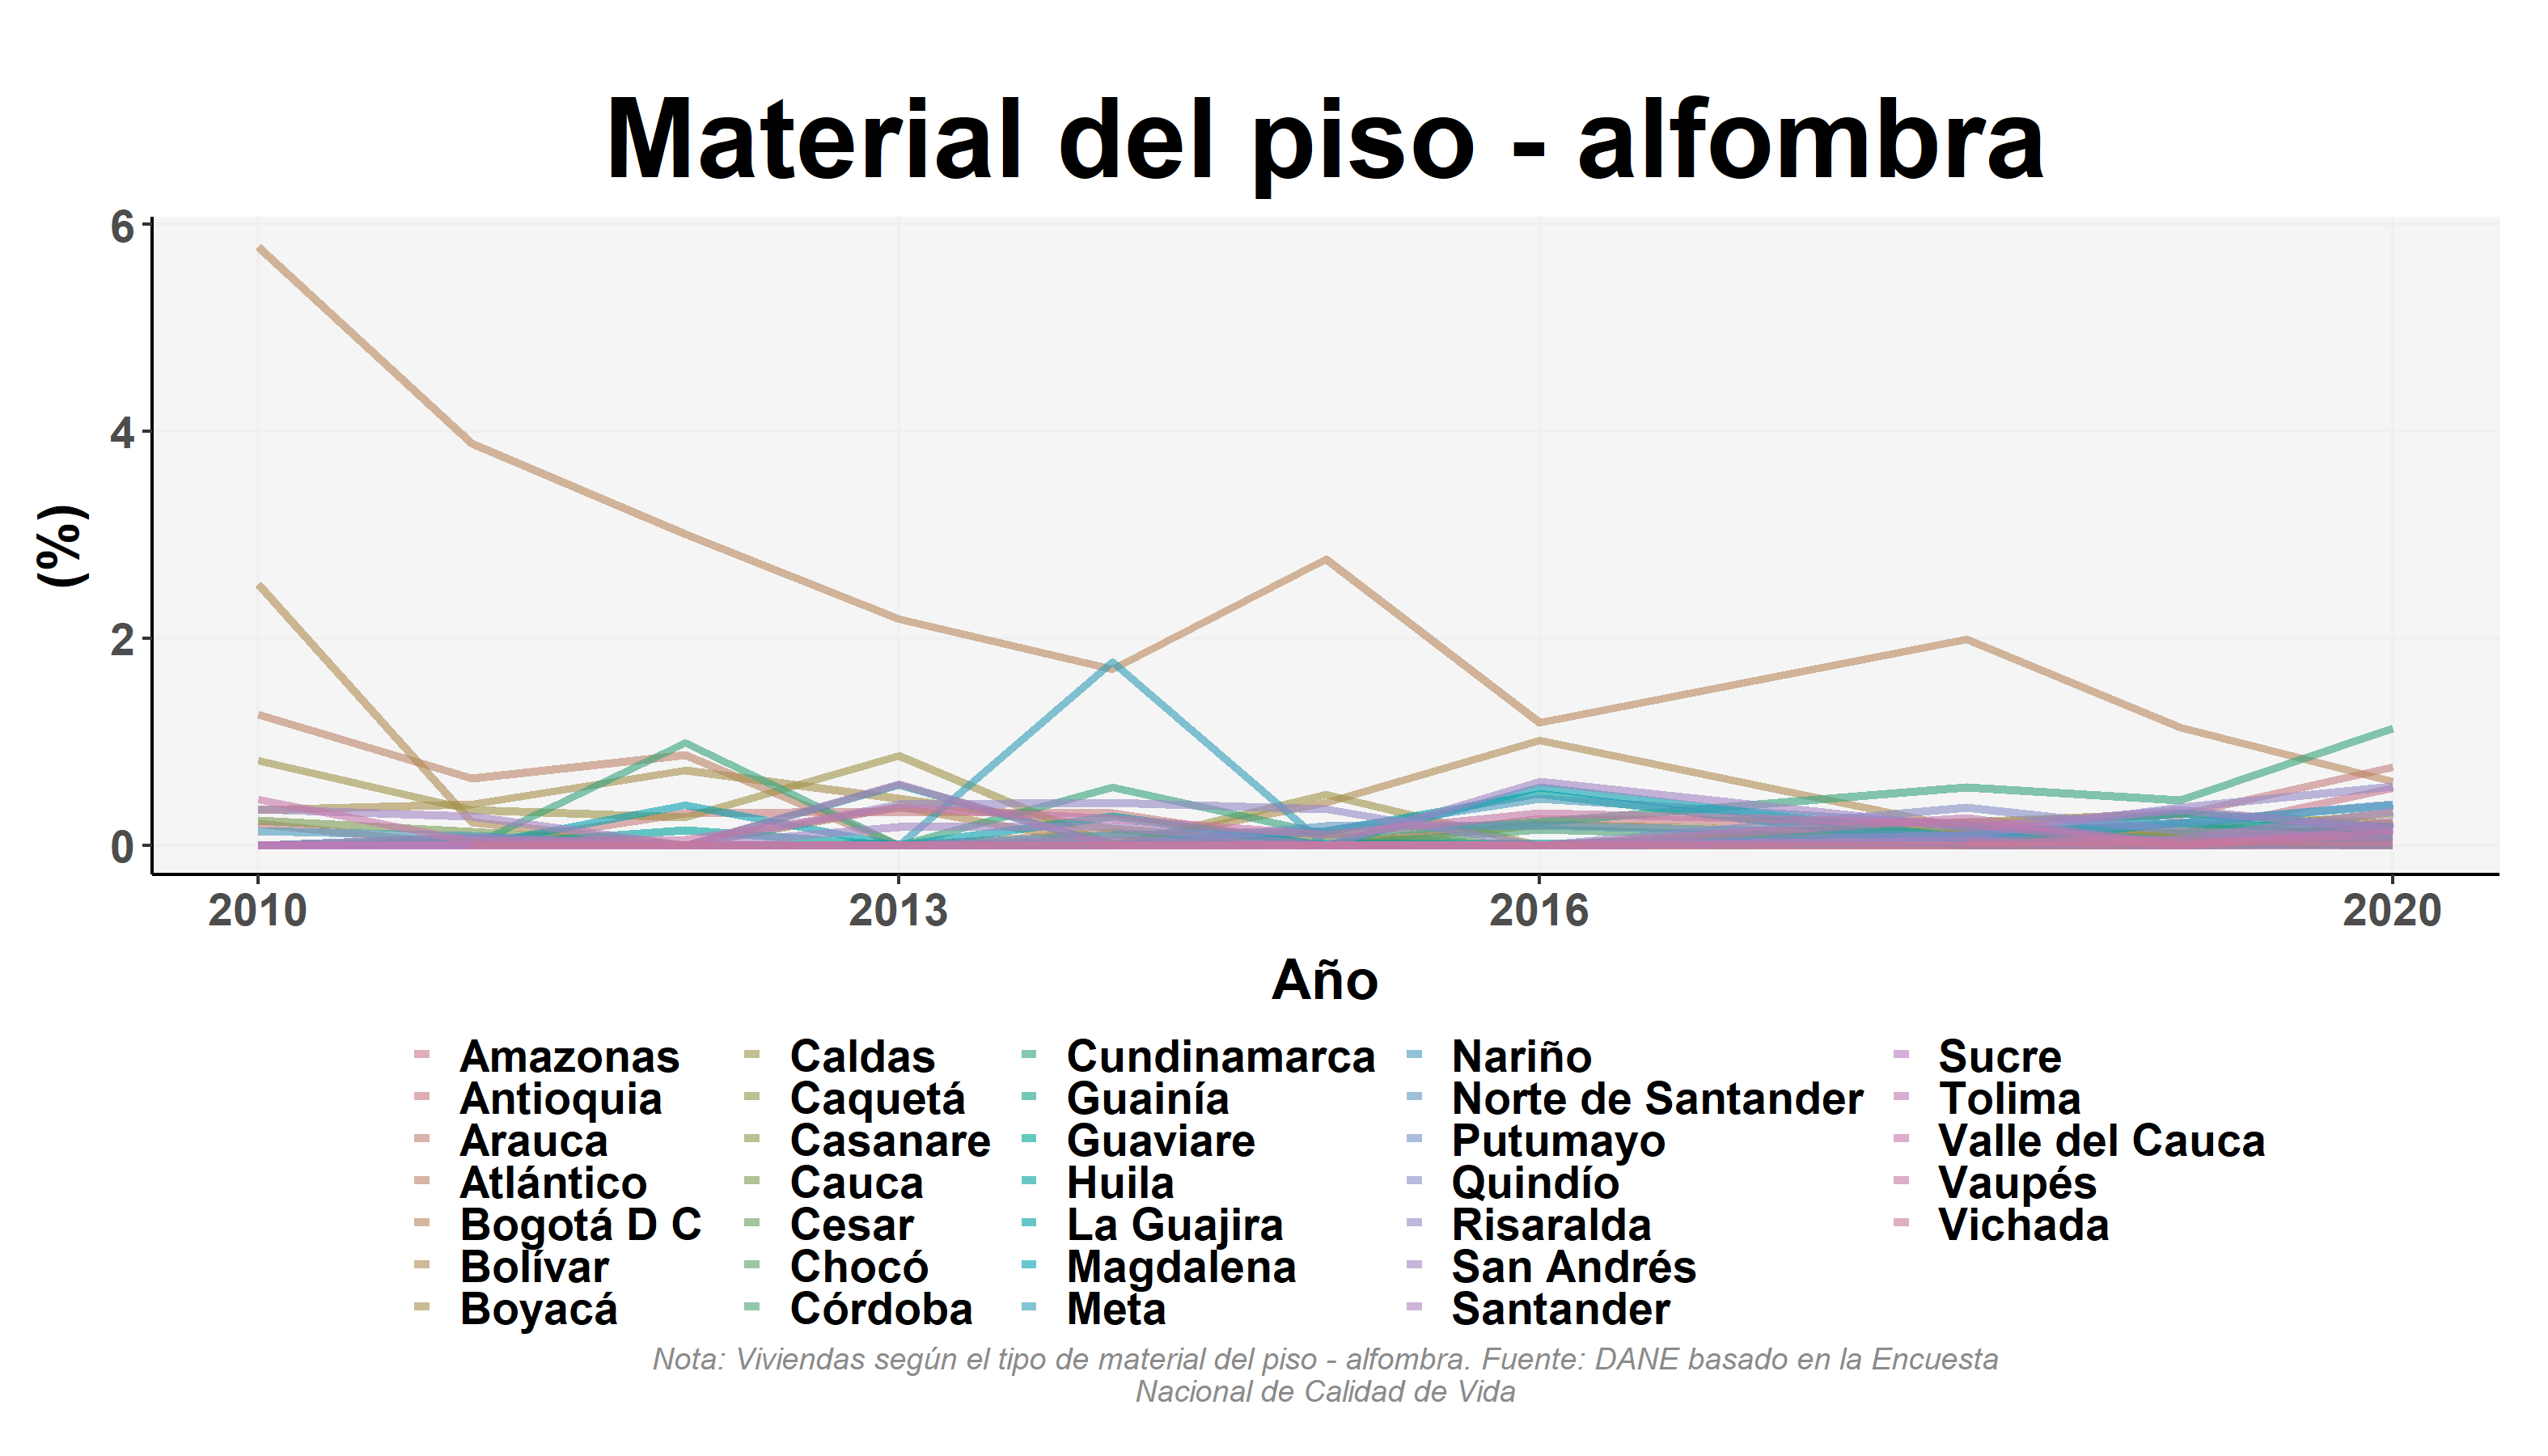 Material del piso - alfombra
6
4
2
0
(%)
2010 2013 2016 2020
Año
Amazonas Caldas Cundinamarca Nariño Sucre
Antioquia Caquetá Guainía Norte de Santander Tolima
Arauca Casanare Guaviare Putumayo Valle del Cauca
Atlántico Cauca Huila Quindío Vaupés
Bogotá D C Cesar La Guajira Risaralda Vichada
Bolívar Chocó Magdalena San Andrés
Boyacá Córdoba Meta Santander
Nota: Viviendas según el tipo de material del piso - alfombra. Fuente: DANE basado en la Encuesta
Nacional de Calidad de Vida